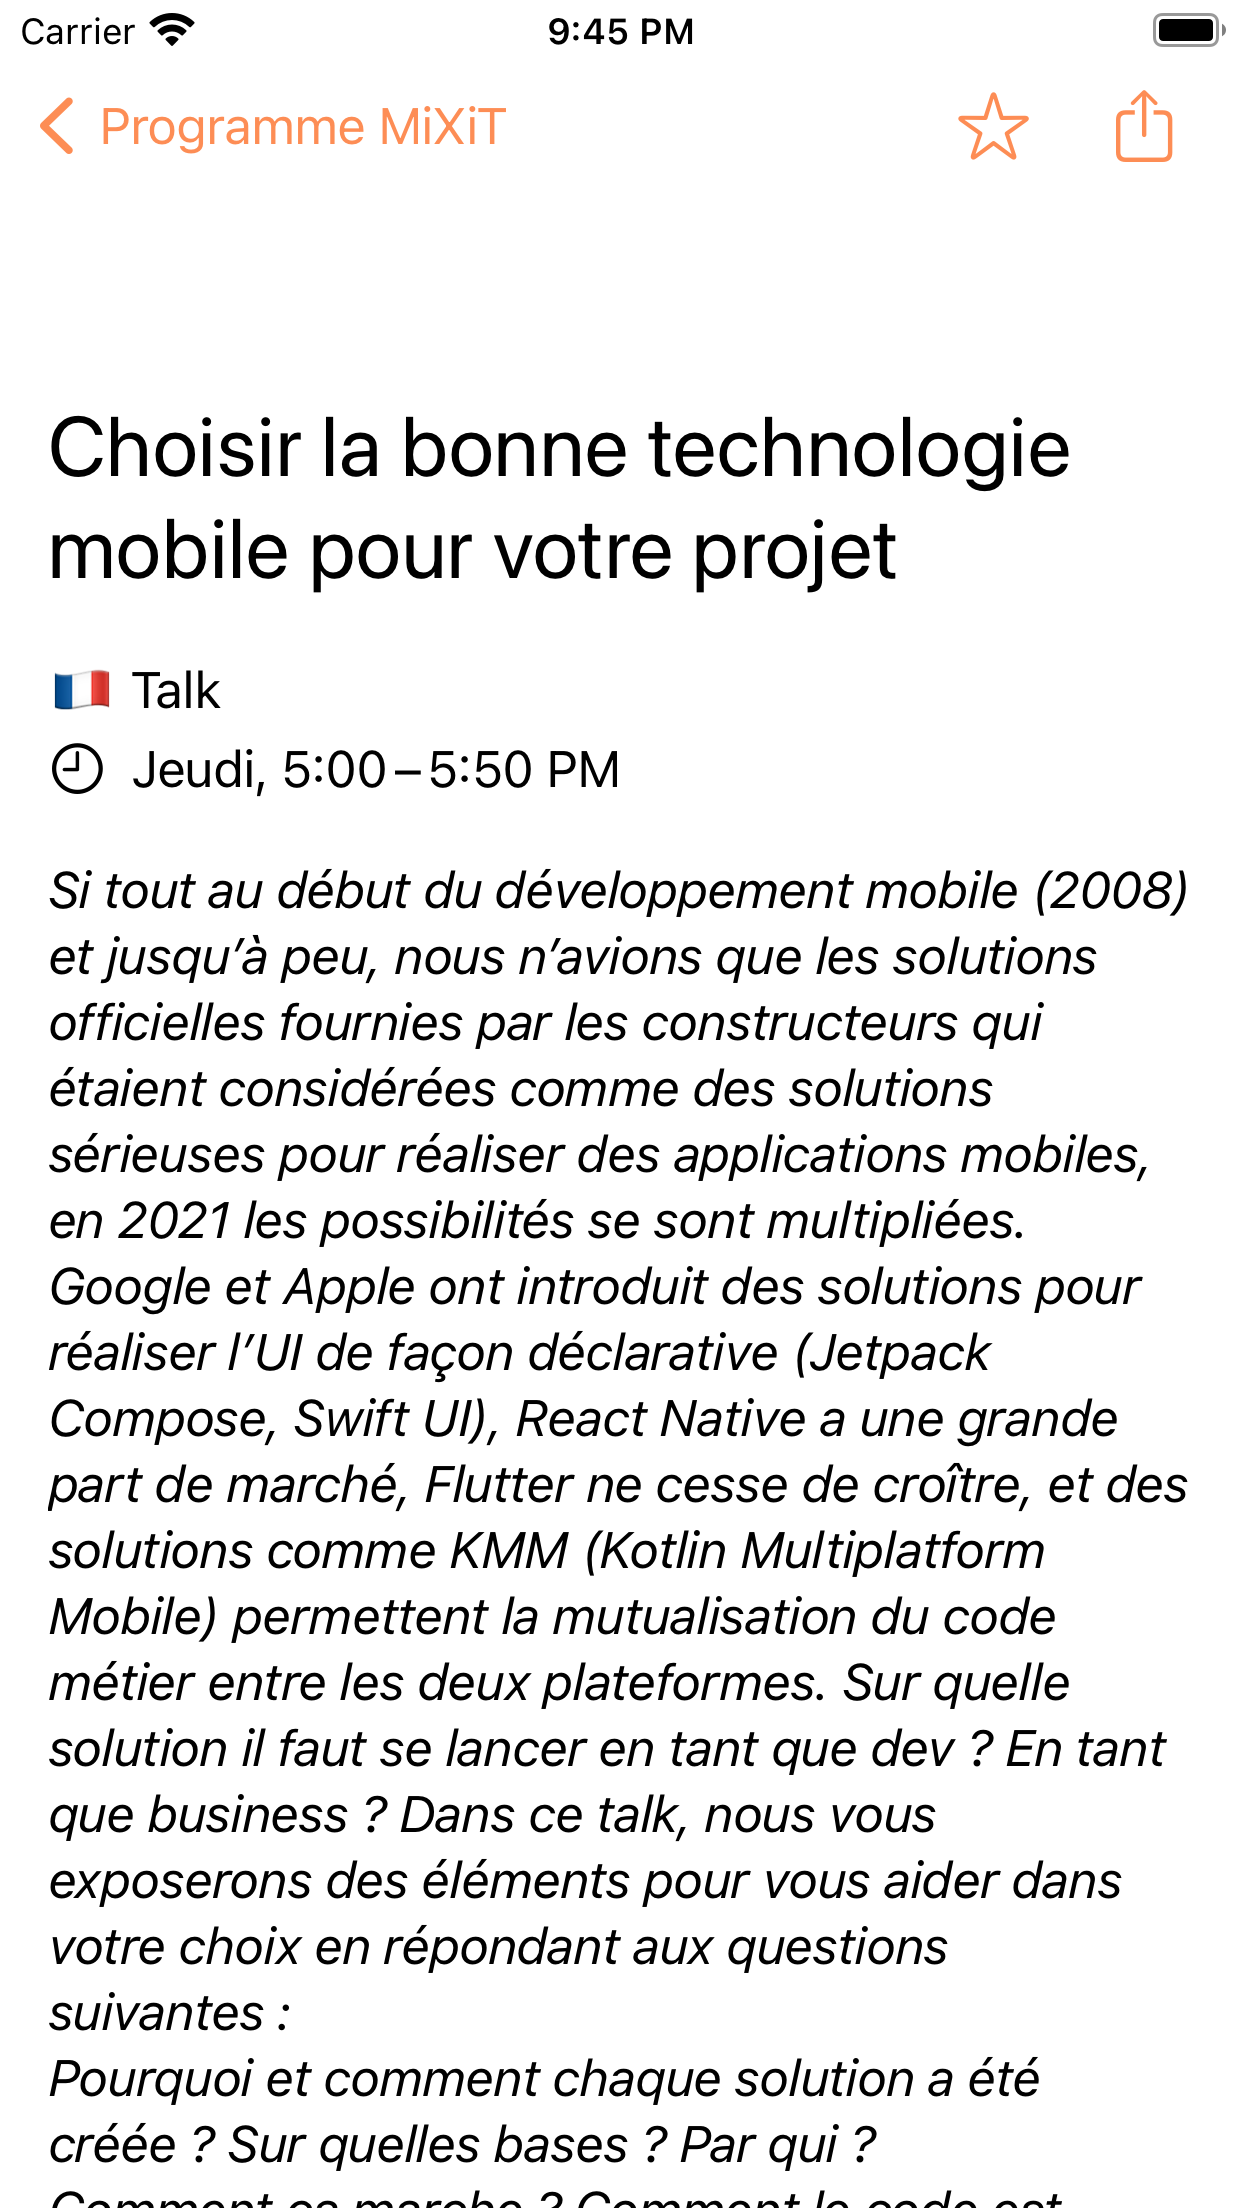 Carrier
9:45 PM
Programme MiXiT
Choisir la bonne technologie
mobile pour votre projet
Talk
Jeudi, 5:00 – 5:50 PM
Si tout au début du développement mobile (2008)
et jusqu’à peu, nous n’avions que les solutions
officielles fournies par les constructeurs qui
étaient considérées comme des solutions
sérieuses pour réaliser des applications mobiles,
en 2021 les possibilités se sont multipliées.
Google et Apple ont introduit des solutions pour
réaliser l’UI de façon déclarative (Jetpack
Compose, Swift UI), React Native a une grande
part de marché, Flutter ne cesse de croître, et des
solutions comme KMM (Kotlin Multiplatform
Mobile) permettent la mutualisation du code
métier entre les deux plateformes. Sur quelle
solution il faut se lancer en tant que dev ? En tant
que business ? Dans ce talk, nous vous
exposerons des éléments pour vous aider dans
votre choix en répondant aux questions
suivantes :
Pourquoi et comment chaque solution a été
créée ? Sur quelles bases ? Par qui ?
Comment ça marche ? Comment le code est